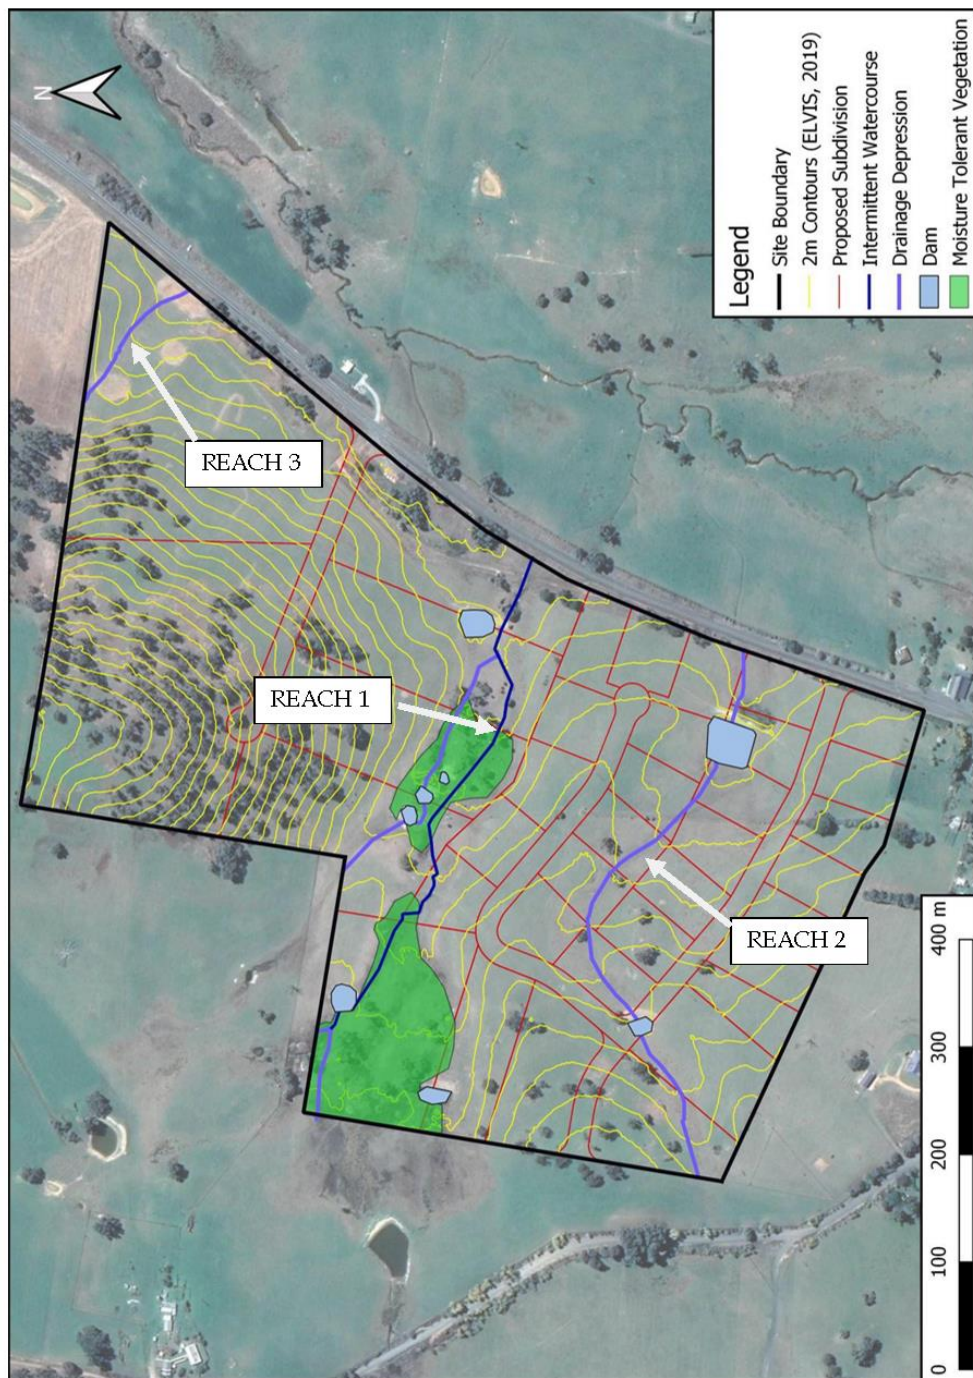 N
REACH 3
REACH 1
REACH 2
Legend
Site Boundary
2m Contours (ELVIS, 2019)
Proposed Subdivision
Intermittent Watercourse
Drainage Depression
Dam
Moisture Tolerant Vegetation
0 100 200 300 400 m